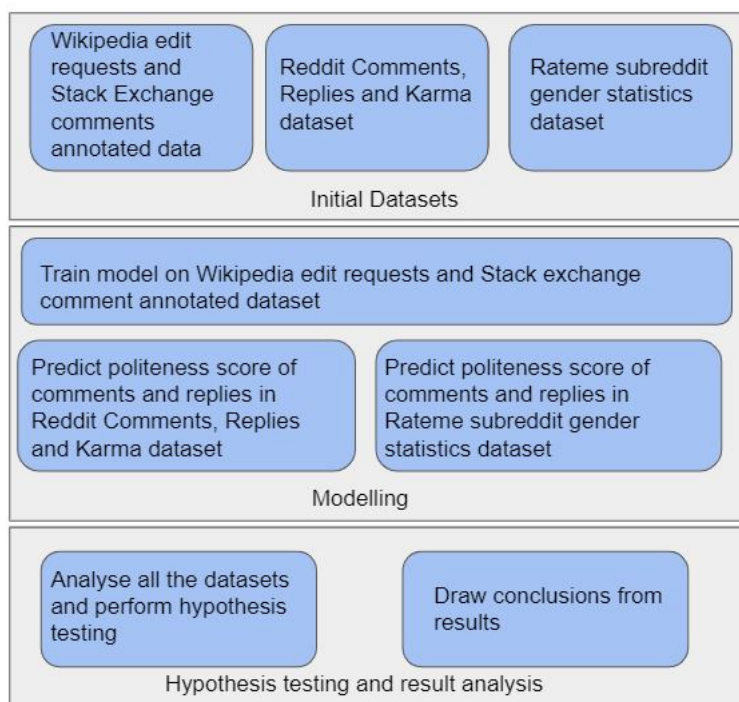 Wikipedia edit
requests and
Stack Exchange
comments
annotated data
Reddit Comments,
Replies and Karma
dataset
Rateme subreddit
gender statistics
dataset
Initial Datasets
Train model on Wikipedia edit requests and Stack exchange
comment annotated dataset
Predict politeness score of
comments and replies in
Reddit Comments, Replies
and Karma dataset
Predict politeness score of
comments and replies in
Rateme subreddit gender
statistics dataset
Modelling
Analyse all the datasets
and perform hypothesis
testing
Draw conclusions from
results
Hypothesis testing and result analysis